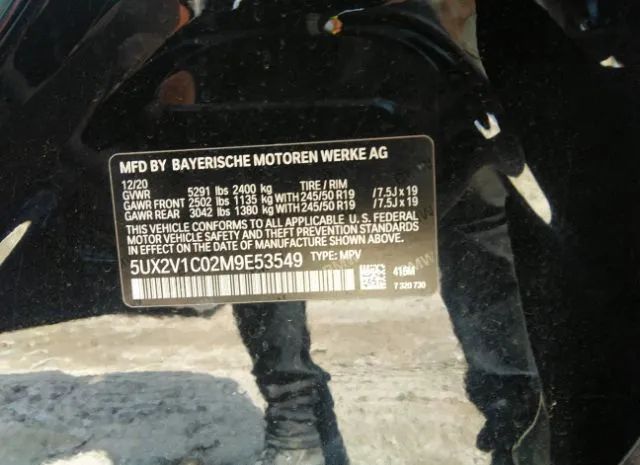 MFD BY BAYERISCHE MOTOREN WERKE AG
12/20
GVWR 5291 lbs 2400 kg TIRE / RIM
GAWR FRONT 2502 lbs 1135 kg WITH 245/50 R19 /7.5J x 19
GAWR REAR 3042 lbs 1380 kg WITH 245/50 R19 /7.5J x 19
THIS VEHICLE CONFORMS TO ALL APPLICABLE U. S. FEDERAL
MOTOR VEHICLE SAFETY AND THEFT PREVENTION STANDARDS
IN EFFECT ON THE DATE OF MANUFACTURE SHOWN ABOVE.
5UX2V1C02M9E53549 TYPE: MPV
416M
7 320 730